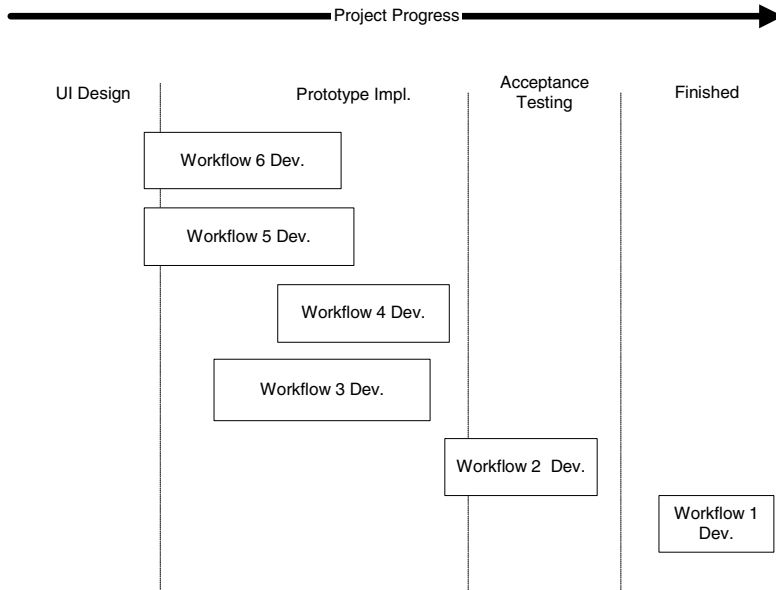 Project Progress
UI Design
Prototype Impl.
Acceptance
Testing
Finished
Workflow 6 Dev.
Workflow 5 Dev.
Workflow 4 Dev.
Workflow 3 Dev.
Workflow 2  Dev.
Workflow 1
Dev.